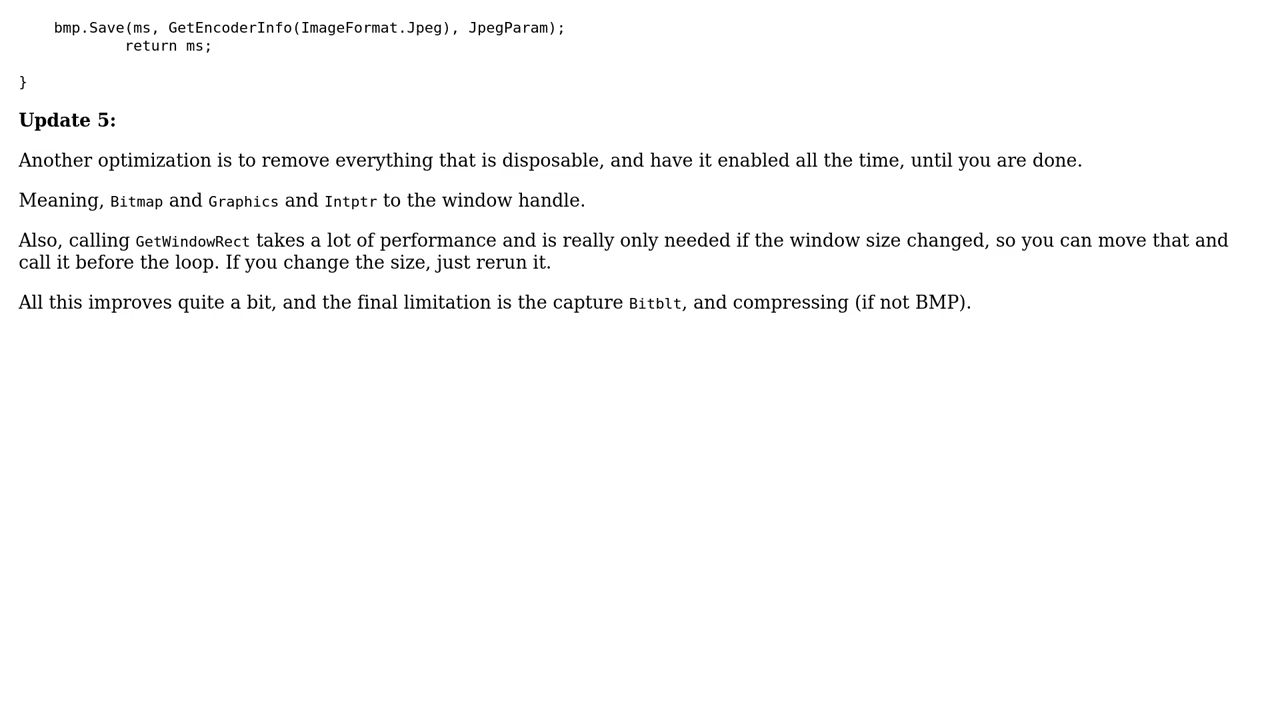 bmp.Save(ms, GetEncoderInfo(ImageFormat.Jpeg), JpegParam);
return ms;
}
Update 5:
Another optimization is to remove everything that is disposable, and have it enabled all the time, until you are done.
Meaning, Bitmap and Graphics and Intptr to the window handle.
Also, calling GetWindowRect takes a lot of performance and is really only needed if the window size changed, so you can move that and
call it before the loop. If you change the size, just rerun it.
All this improves quite a bit, and the final limitation is the capture Bitblt, and compressing (if not BMP).